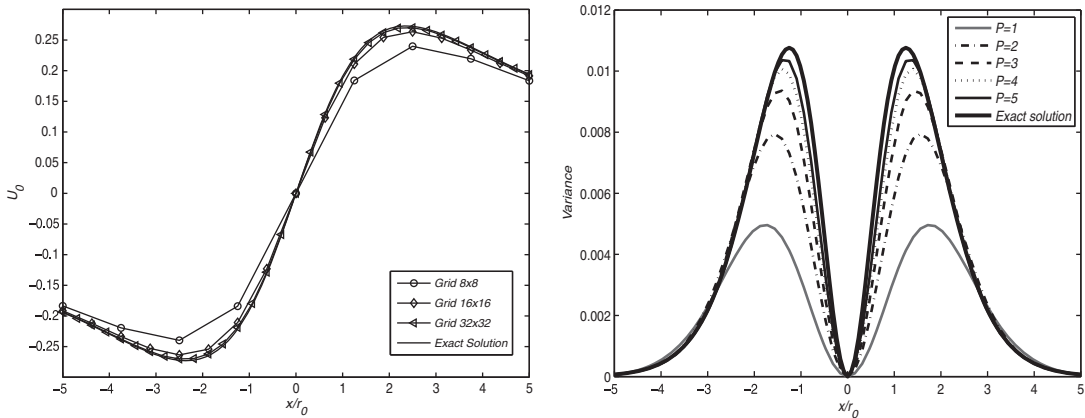 0.25
0.2
0.15
0.1
0.05
0
−0.05
−0.1
−0.15
−0.2
−0.25
U0
−5 −4 −3 −2 −1 0 1 2 3 4 5
x/r0
Grid 8x8
Grid 16x16
Grid 32x32
Exact Solution
0.012
0.01
0.008
0.006
0.004
0.002
0
Variance
−5 −4 −3 −2 −1 0 1 2 3 4 5
x/r0
P=1
P=2
P=3
P=4
P=5
Exact solution